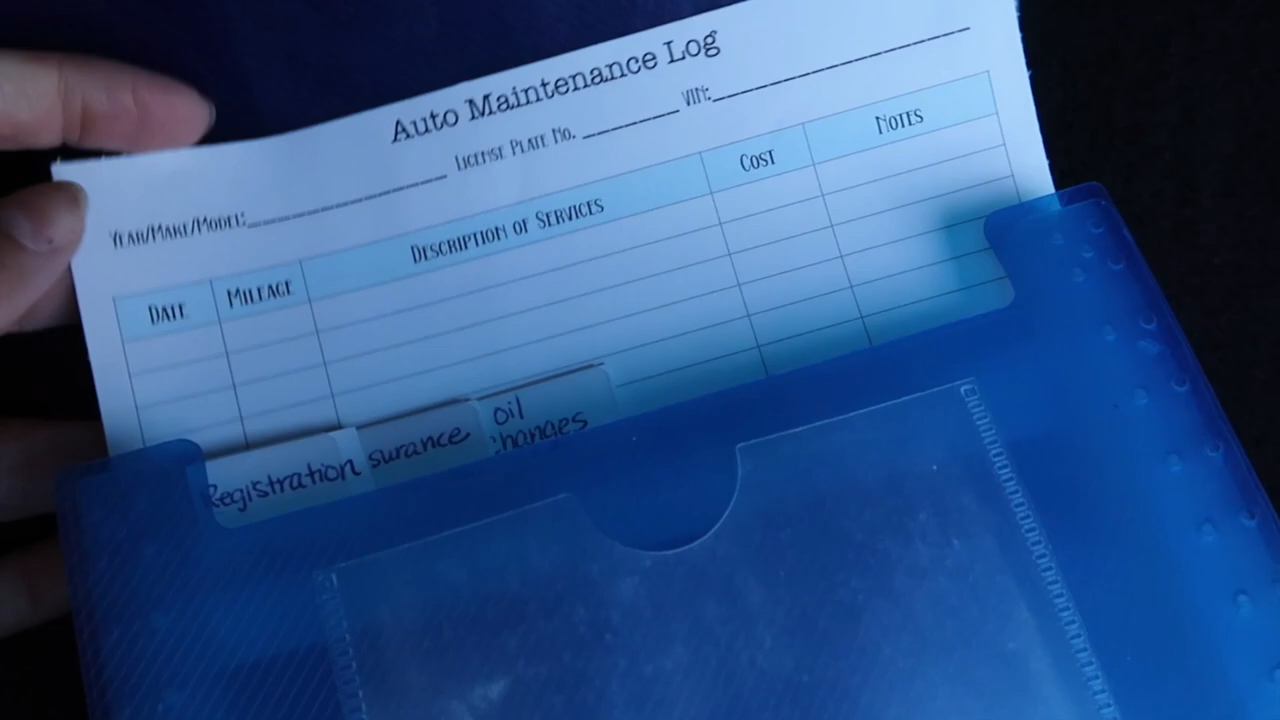 Auto Maintenance Log
Year/Make/Model: License Plate No. VIN:
Date Mileage Description of Services Cost Notes
Registration surance oil
changes